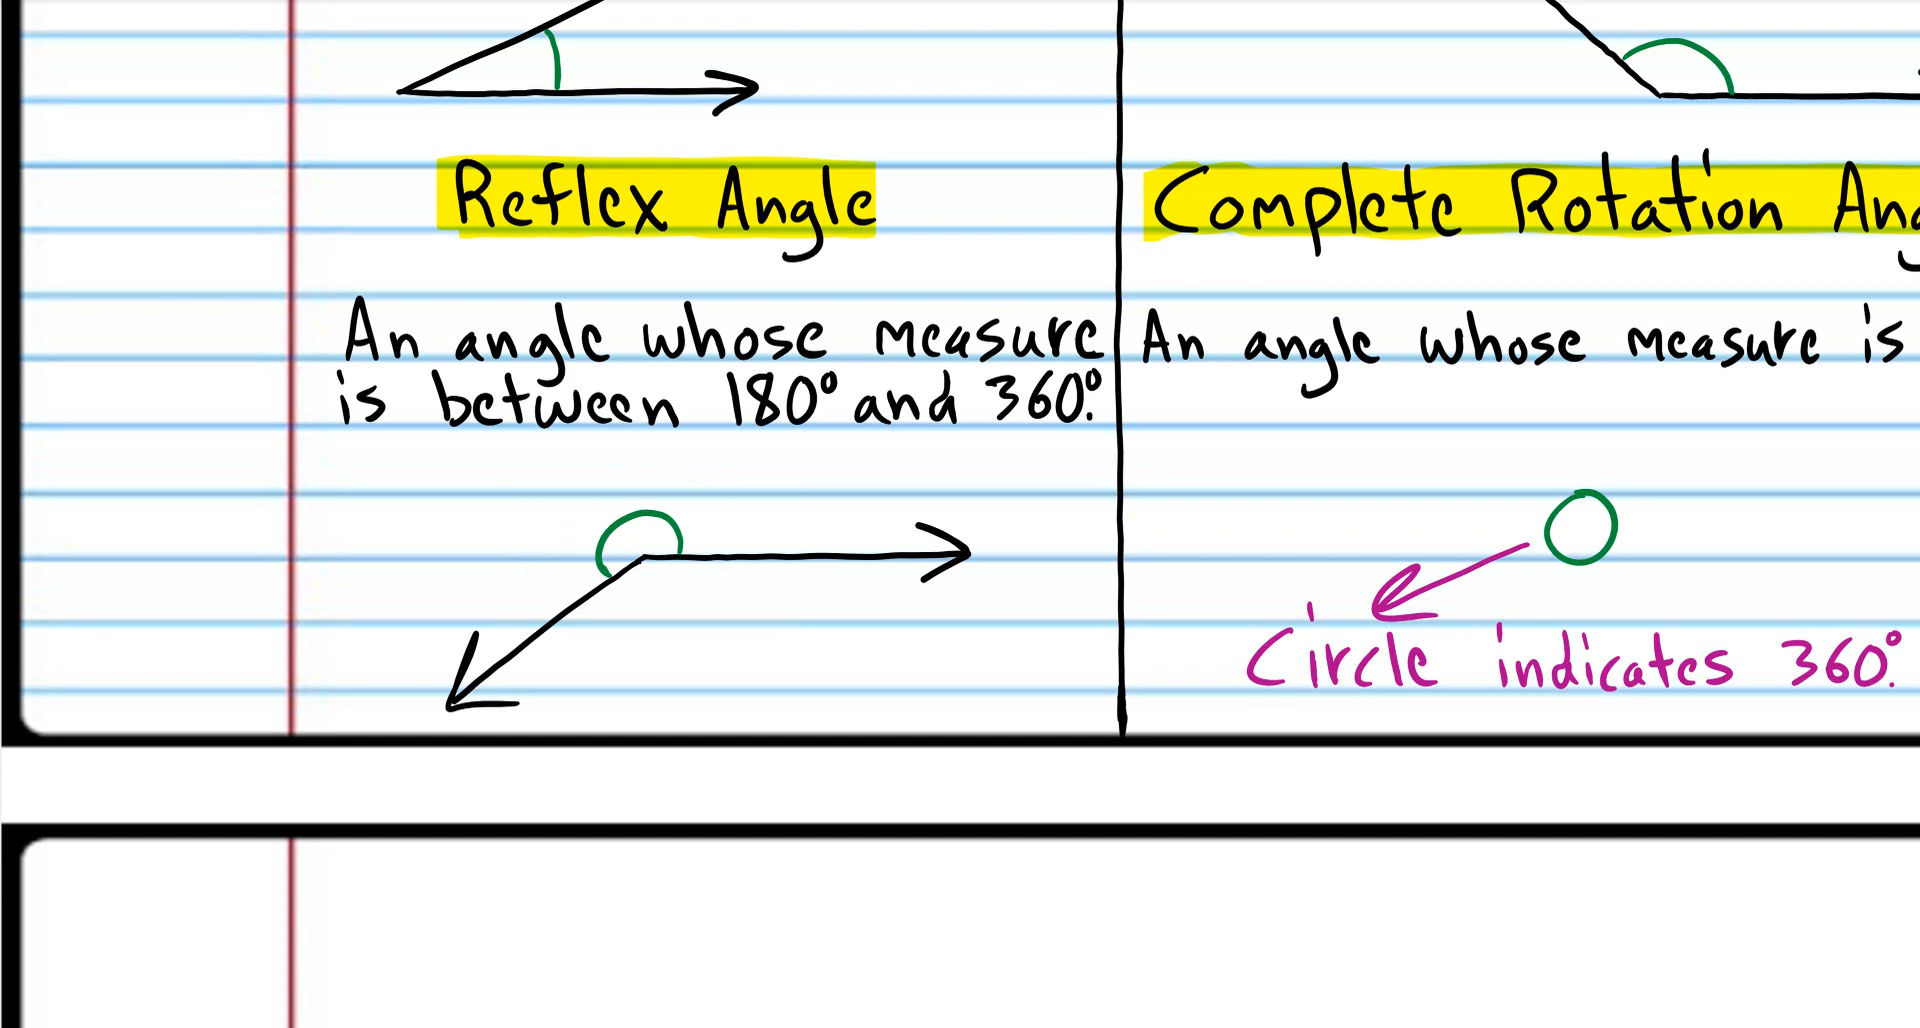 Reflex Angle
An angle whose measure
is between 180° and 360°.
Complete Rotation
An angle whose measure is
Circle indicates 360°.